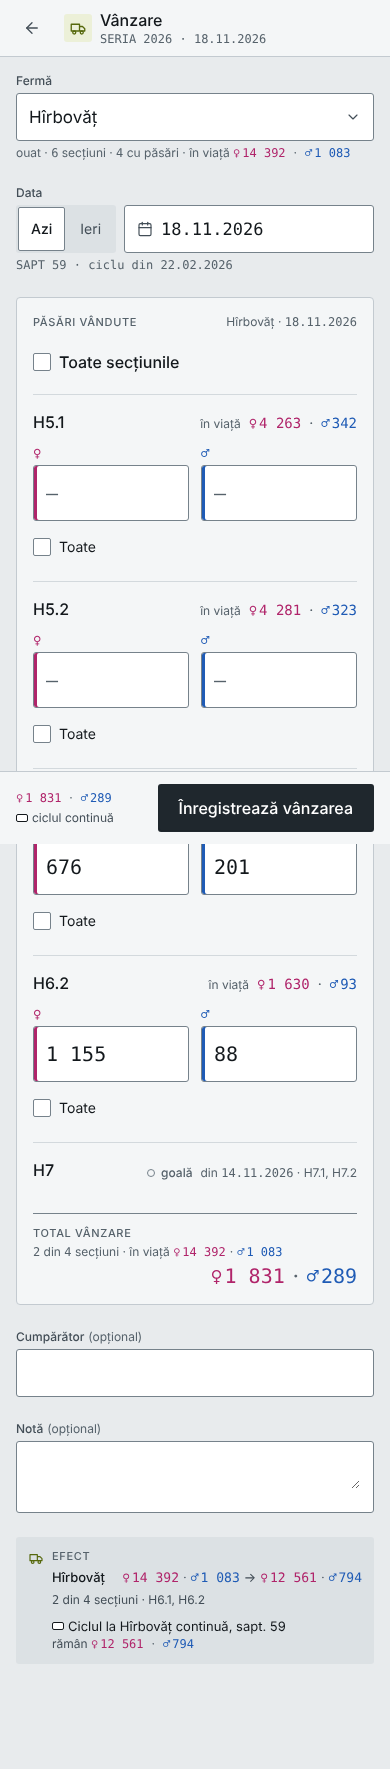 Vânzare
SERIA 2026 · 18.11.2026
Fermă
Hîrbovăț
ouat · 6 secțiuni · 4 cu păsări · în viață ♀14 392 · ♂1 083
Data
Azi Ieri 18.11.2026
SAPT 59 · ciclu din 22.02.2026
PĂSĂRI VÂNDUTE Hîrbovăț · 18.11.2026
Toate secțiunile
H5.1 în viață ♀4 263 · ♂342
♀ ♂
— —
Toate
H5.2 în viață ♀4 281 · ♂323
♀ ♂
— —
Toate
♀1 831 · ♂289
ciclul continuă
Înregistrează vânzarea
676 201
Toate
H6.2 în viață ♀1 630 · ♂93
♀ ♂
1 155 88
Toate
H7 goală din 14.11.2026 · H7.1, H7.2
TOTAL VÂNZARE
2 din 4 secțiuni · în viață ♀14 392 · ♂1 083
♀1 831 · ♂289
Cumpărător (opțional)
Notă (opțional)
EFECT
Hîrbovăț ♀14 392 · ♂1 083 → ♀12 561 · ♂794
2 din 4 secțiuni · H6.1, H6.2
Ciclul la Hîrbovăț continuă, sapt. 59
rămân ♀12 561 · ♂794